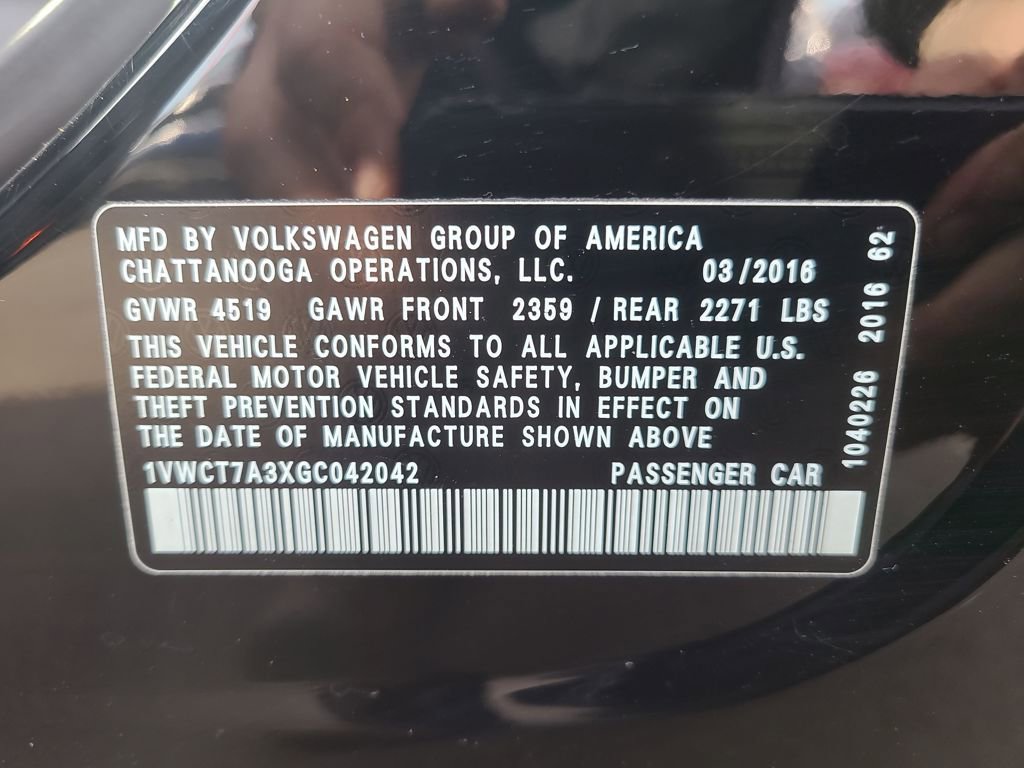 MFD BY VOLKSWAGEN GROUP OF AMERICA
CHATTANOOGA OPERATIONS, LLC. 03/2016
GVWR 4519 GAWR FRONT 2359 / REAR 2271 LBS
THIS VEHICLE CONFORMS TO ALL APPLICABLE U.S.
FEDERAL MOTOR VEHICLE SAFETY, BUMPER AND
THEFT PREVENTION STANDARDS IN EFFECT ON
THE DATE OF MANUFACTURE SHOWN ABOVE
1VWCT7A3XGC042042 PASSENGER CAR
1040226 2016 62